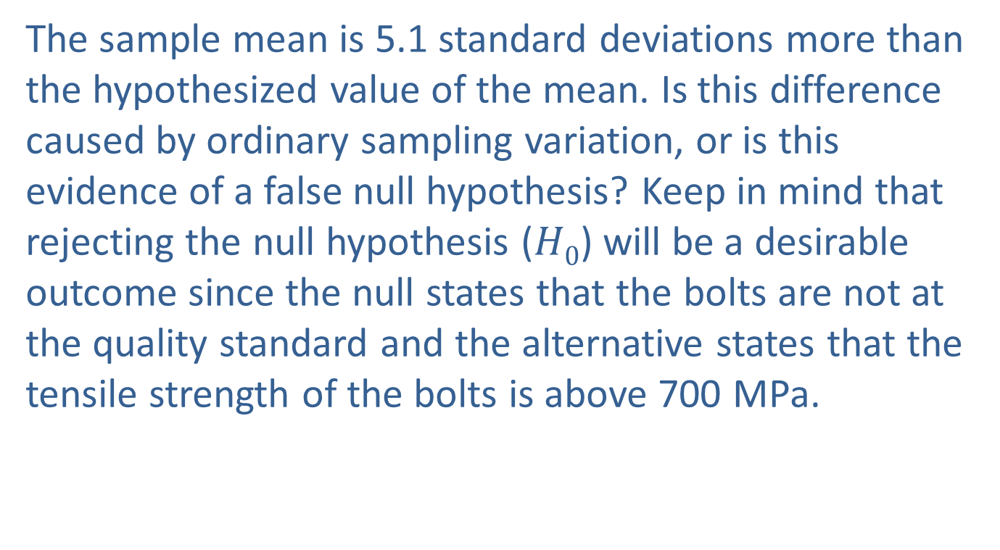 The sample mean is 5.1 standard deviations more than
the hypothesized value of the mean. Is this difference
caused by ordinary sampling variation, or is this
evidence of a false null hypothesis? Keep in mind that
rejecting the null hypothesis (𝐻₀) will be a desirable
outcome since the null states that the bolts are not at
the quality standard and the alternative states that the
tensile strength of the bolts is above 700 MPa.